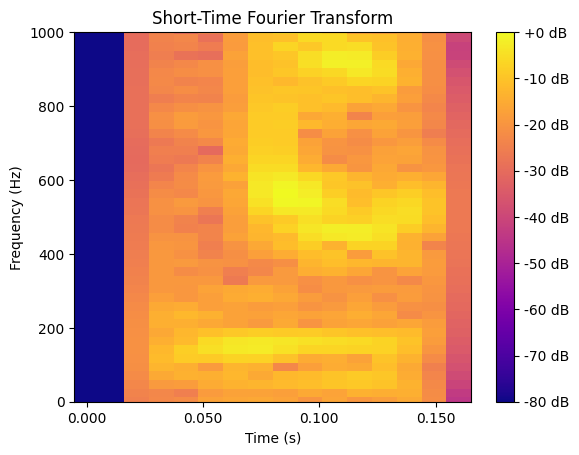 Short-Time Fourier Transform
1000
800
600
400
200
0
Frequency (Hz)
0.000
0.050
0.100
0.150
Time (s)
+0 dB
-10 dB
-20 dB
-30 dB
-40 dB
-50 dB
-60 dB
-70 dB
-80 dB